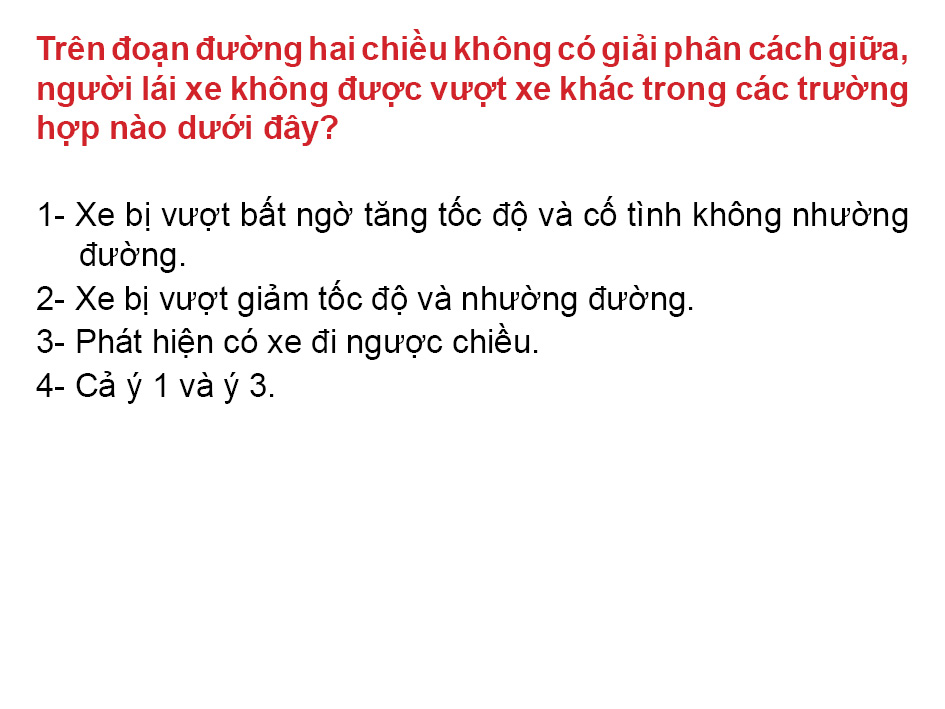 Trên đoạn đường hai chiều không có giải phân cách giữa,
người lái xe không được vượt xe khác trong các trường
hợp nào dưới đây?
1- Xe bị vượt bất ngờ tăng tốc độ và cố tình không nhường
đường.
2- Xe bị vượt giảm tốc độ và nhường đường.
3- Phát hiện có xe đi ngược chiều.
4- Cả ý 1 và ý 3.